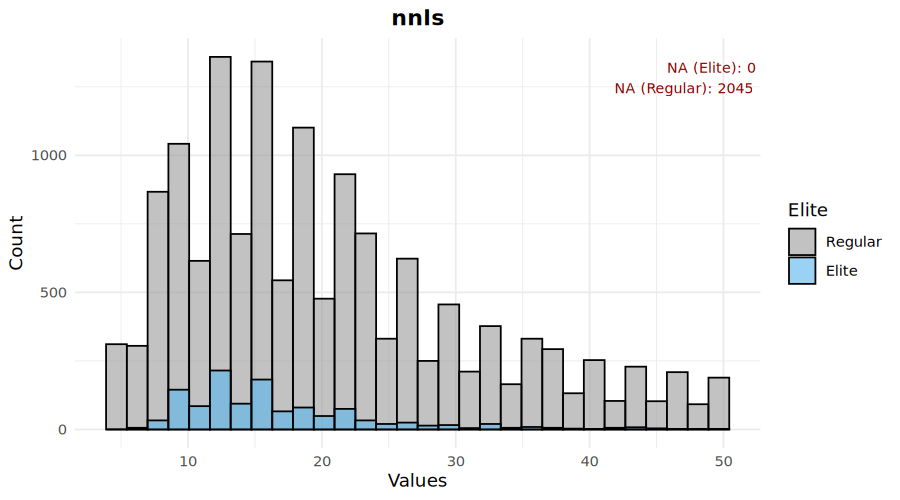 nnls
NA (Elite): 0
NA (Regular): 2045
1000
500
0
Count
10 20 30 40 50
Values
Elite
Regular
Elite